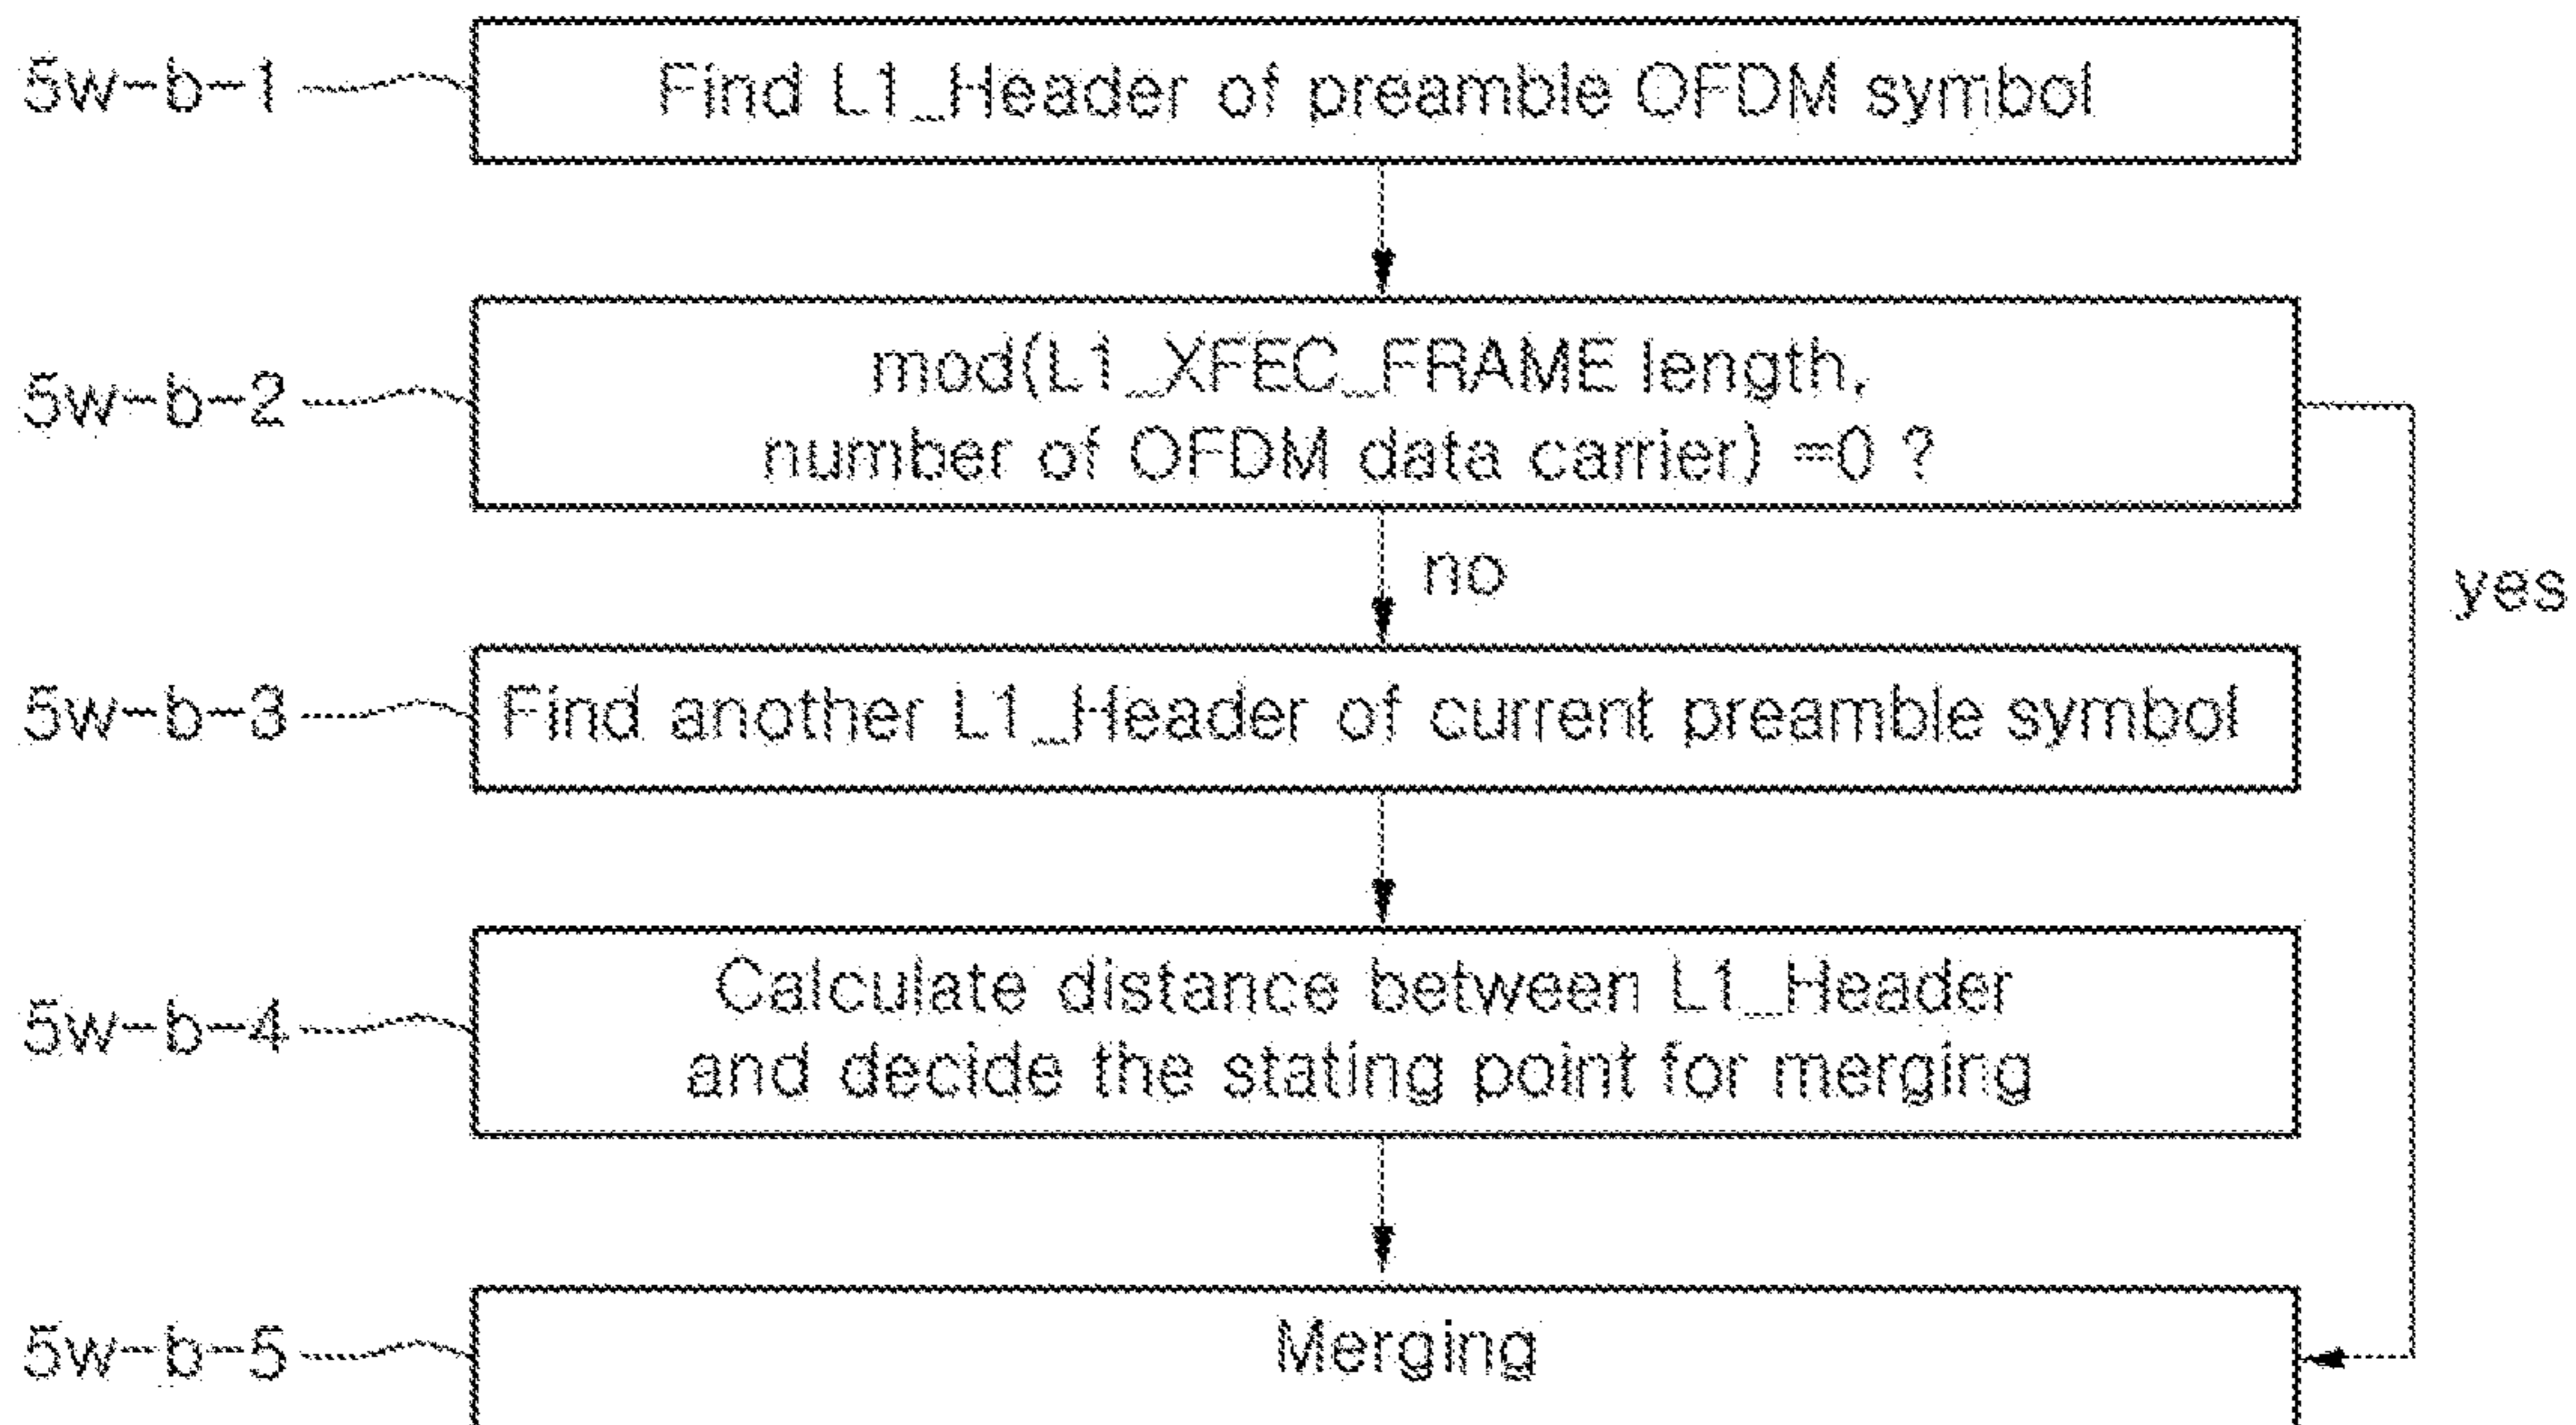 5w-b-1
Find L1_Header of preamble OFDM symbol
5w-b-2
mod(L1_XFEC_FRAME length,
number of OFDM data carrier) =0 ?
no
yes
5w-b-3
Find another L1_Header of current preamble symbol
5w-b-4
Calculate distance between L1_Header
and decide the stating point for merging
5w-b-5
Merging